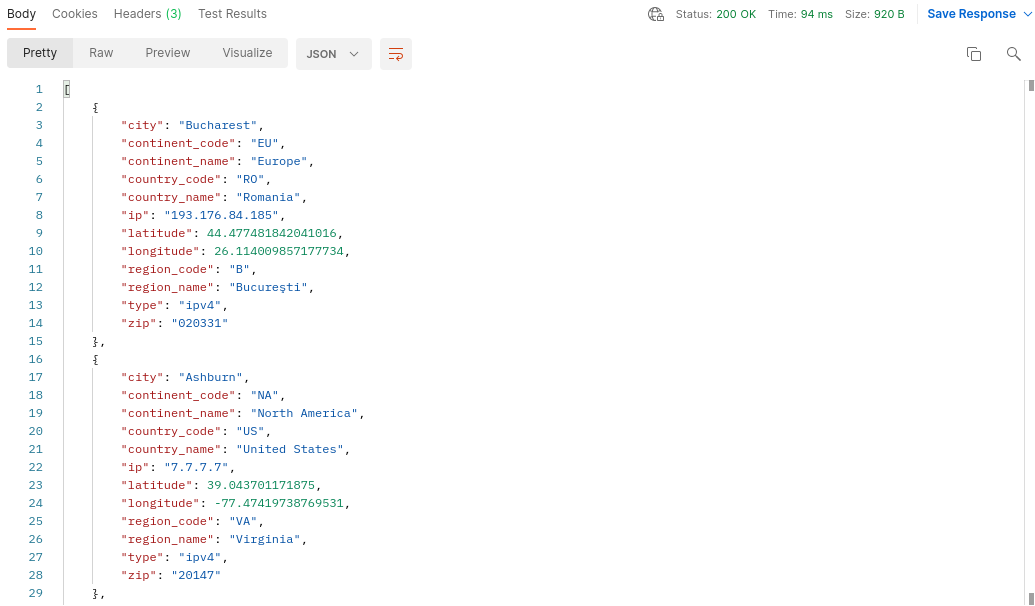 Body Cookies Headers (3) Test Results Status: 200 OK Time: 94 ms Size: 920 B Save Response
Pretty Raw Preview Visualize JSON
1 [
2 {
3 "city": "Bucharest",
4 "continent_code": "EU",
5 "continent_name": "Europe",
6 "country_code": "RO",
7 "country_name": "Romania",
8 "ip": "193.176.84.185",
9 "latitude": 44.477481842041016,
10 "longitude": 26.114009857177734,
11 "region_code": "B",
12 "region_name": "Bucureşti",
13 "type": "ipv4",
14 "zip": "020331"
15 },
16 {
17 "city": "Ashburn",
18 "continent_code": "NA",
19 "continent_name": "North America",
20 "country_code": "US",
21 "country_name": "United States",
22 "ip": "7.7.7.7",
23 "latitude": 39.043701171875,
24 "longitude": -77.47419738769531,
25 "region_code": "VA",
26 "region_name": "Virginia",
27 "type": "ipv4",
28 "zip": "20147"
29 },